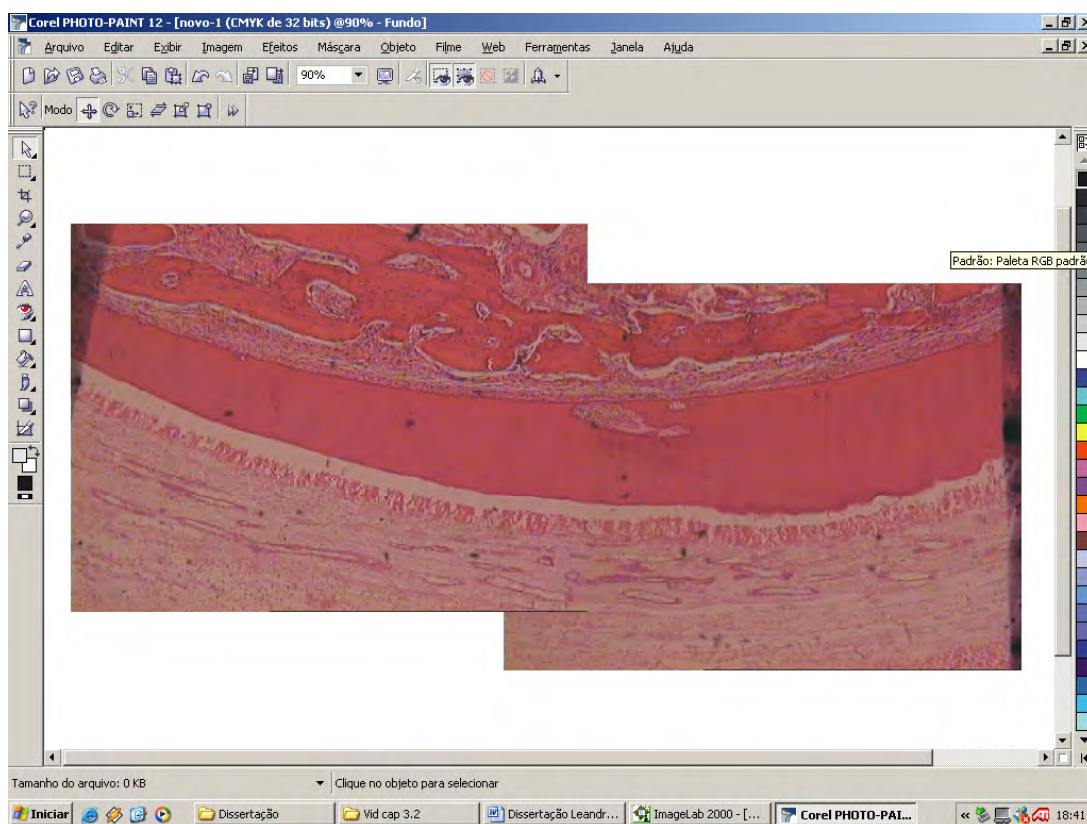 Corel PHOTO-PAINT 12 - [novo-1 (CMYK de 32 bits) @90% - Fundo]
Arquivo Editar Exibir Imagem Efeitos Máscara Objeto Filme Web Ferramentas Janela Ajuda
90%
Modo
Padrão: Paleta RGB padrã
Tamanho do arquivo: 0 KB Clique no objeto para selecionar
Iniciar Dissertação Vid cap 3.2 Dissertação Leandr... ImageLab 2000 - [... Corel PHOTO-PAI... « 18:41